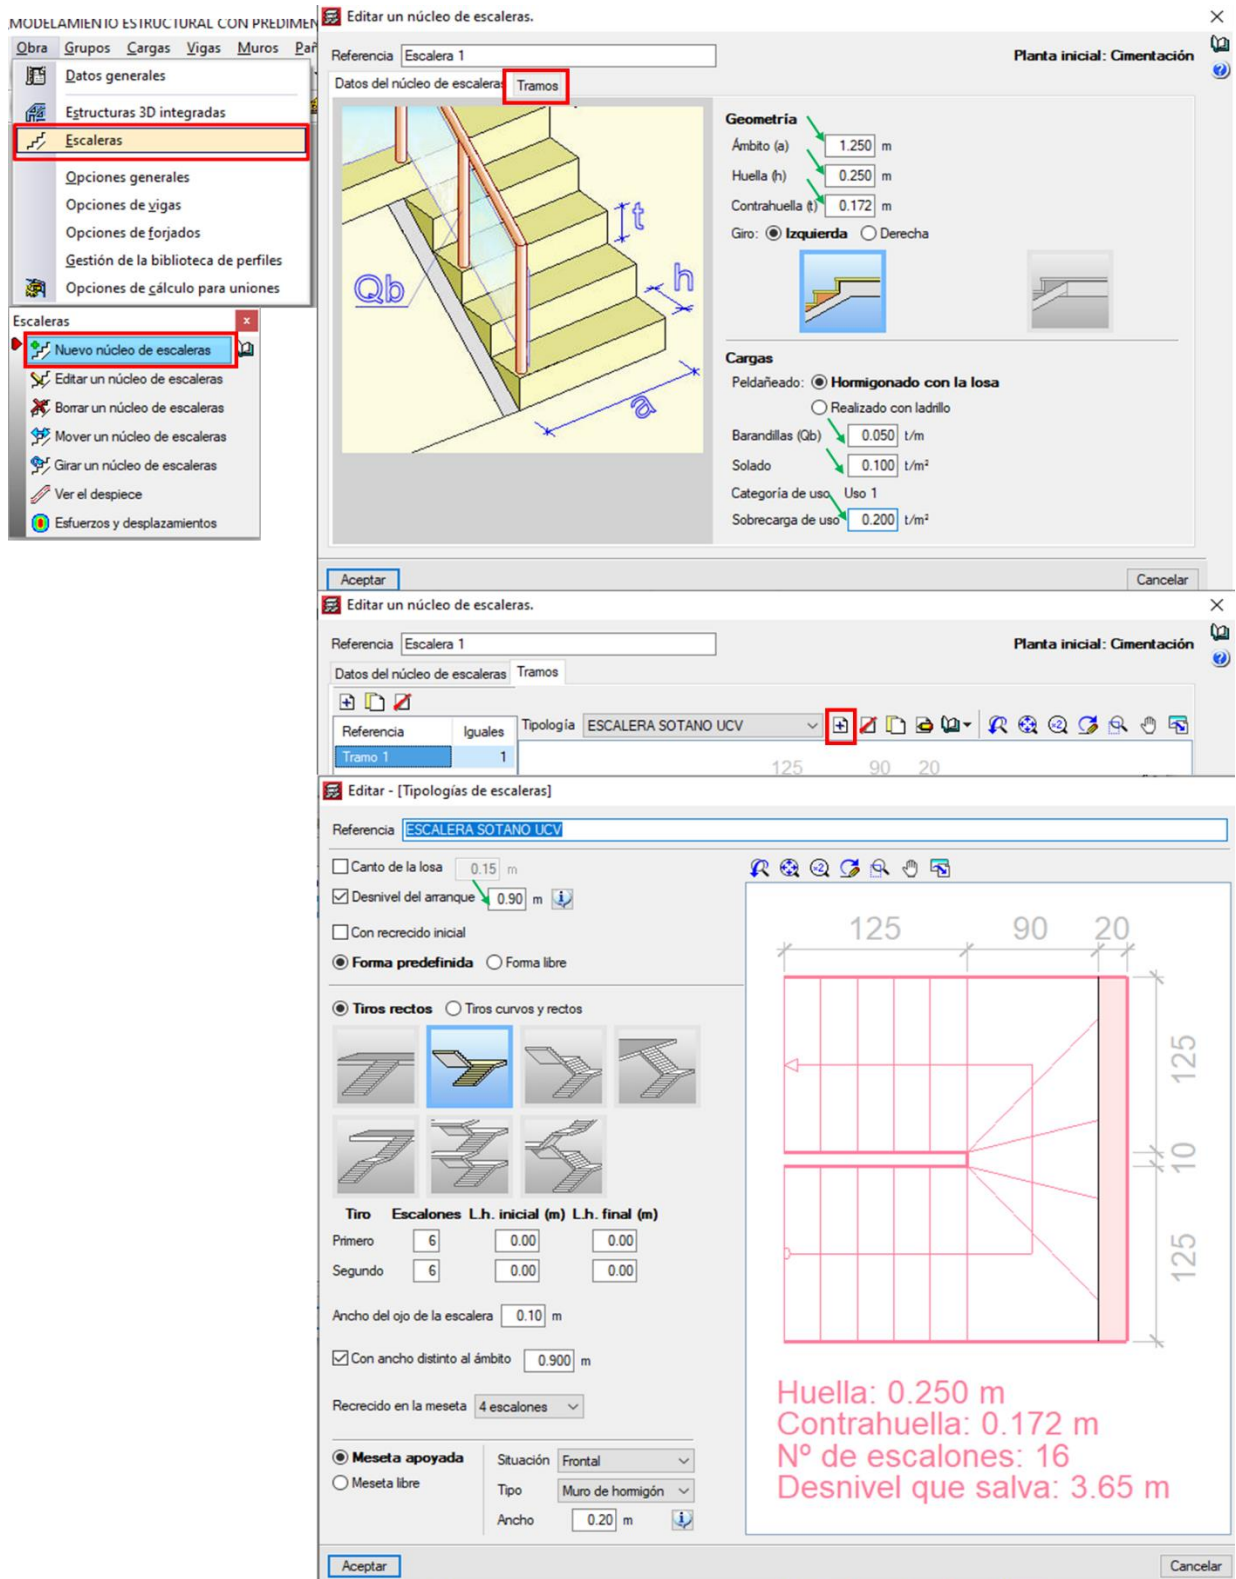 MODELAMIENTO ESTRUCTURAL CON PREDIMEN
Obra Grupos Cargas Vigas Muros Pañ
Datos generales
Estructuras 3D integradas
Escaleras
Opciones generales
Opciones de vigas
Opciones de forjados
Gestión de la biblioteca de perfiles
Opciones de cálculo para uniones
Escaleras x
Nuevo núcleo de escaleras
Editar un núcleo de escaleras
Borrar un núcleo de escaleras
Mover un núcleo de escaleras
Girar un núcleo de escaleras
Ver el despiece
Esfuerzos y desplazamientos
Editar un núcleo de escaleras.
Referencia Escalera 1 Planta inicial: Cimentación
Datos del núcleo de escaleras Tramos
t
h
Qb
a
Geometría
Ámbito (a) 1.250 m
Huella (h) 0.250 m
Contrahuella (t) 0.172 m
Giro: Izquierda Derecha
Cargas
Peldañeado: Hormigonado con la losa
Realizado con ladrillo
Barandillas (Qb) 0.050 t/m
Solado 0.100 t/m²
Categoría de uso Uso 1
Sobrecarga de uso 0.200 t/m²
Aceptar Cancelar
Editar un núcleo de escaleras.
Referencia Escalera 1 Planta inicial: Cimentación
Datos del núcleo de escaleras Tramos
Referencia Iguales
Tramo 1 1
Tipología ESCALERA SOTANO UCV
125 90 20
Editar - [Tipologías de escaleras]
Referencia ESCALERA SOTANO UCV
Canto de la losa 0.15 m
Desnivel del arranque 0.90 m
Con recrecido inicial
Forma predefinida Forma libre
Tiros rectos Tiros curvos y rectos
Tiro Escalones L.h. inicial (m) L.h. final (m)
Primero 6 0.00 0.00
Segundo 6 0.00 0.00
Ancho del ojo de la escalera 0.10 m
Con ancho distinto al ámbito 0.900 m
Recrecido en la meseta 4 escalones
Meseta apoyada
Meseta libre
Situación Frontal
Tipo Muro de hormigón
Ancho 0.20 m
125 90 20
125
10
125
Huella: 0.250 m
Contrahuella: 0.172 m
Nº de escalones: 16
Desnivel que salva: 3.65 m
Aceptar Cancelar